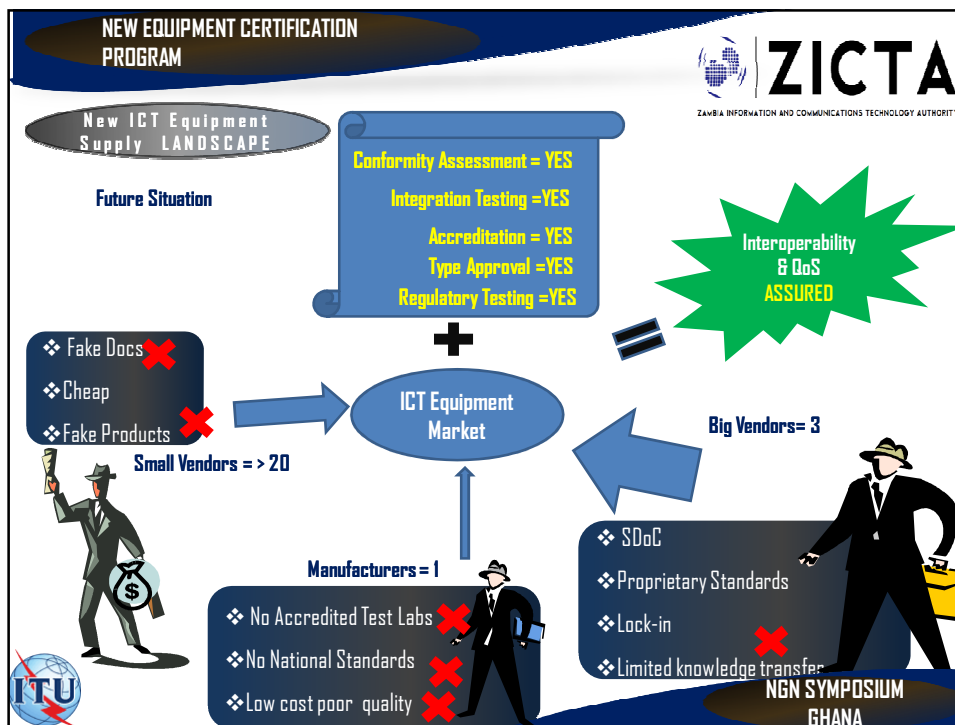 NEW EQUIPMENT CERTIFICATION
PROGRAM
ZICTA
ZAMBIA INFORMATION AND COMMUNICATIONS TECHNOLOGY AUTHORITY
New ICT Equipment
Supply LANDSCAPE
Future Situation
Conformity Assessment = YES
Integration Testing =YES
Accreditation = YES
Type Approval =YES
Regulatory Testing =YES
Interoperability
& QoS
ASSURED
❖ Fake Docs
❖ Cheap
❖ Fake Products
Small Vendors = > 20
ICT Equipment
Market
Big Vendors= 3
$
Manufacturers = 1
❖ No Accredited Test Labs
❖ No National Standards
❖ Low cost poor quality
❖ SDoC
❖ Proprietary Standards
❖ Lock-in
❖ Limited knowledge transfer
ITU
NGN SYMPOSIUM
GHANA